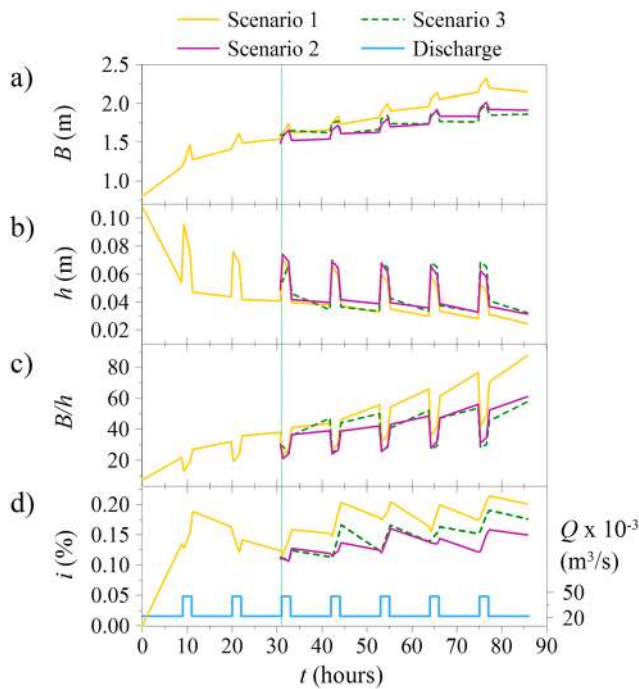 Scenario 1 Scenario 3
Scenario 2 Discharge
a)
B (m)
2.5
2.0
1.5
1.0
b)
h (m)
0.10
0.08
0.06
0.04
0.02
c)
B/h
80
60
40
20
d)
i (%)
0.20
0.15
0.10
0.05
0.00
Q x 10-3
(m3/s)
50
20
0 10 20 30 40 50 60 70 80 90
t (hours)